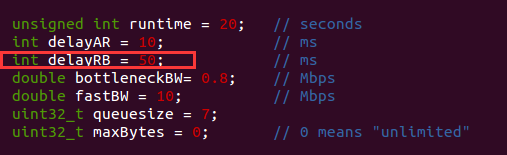 unsigned int runtime = 20;   // seconds
int delayAR = 10;            // ms
int delayRB = 50;            // ms
double bottleneckBW= 0.8;    // Mbps
double fastBW = 10;          // Mbps
uint32_t queuesize = 7;
uint32_t maxBytes = 0;       // 0 means "unlimited"